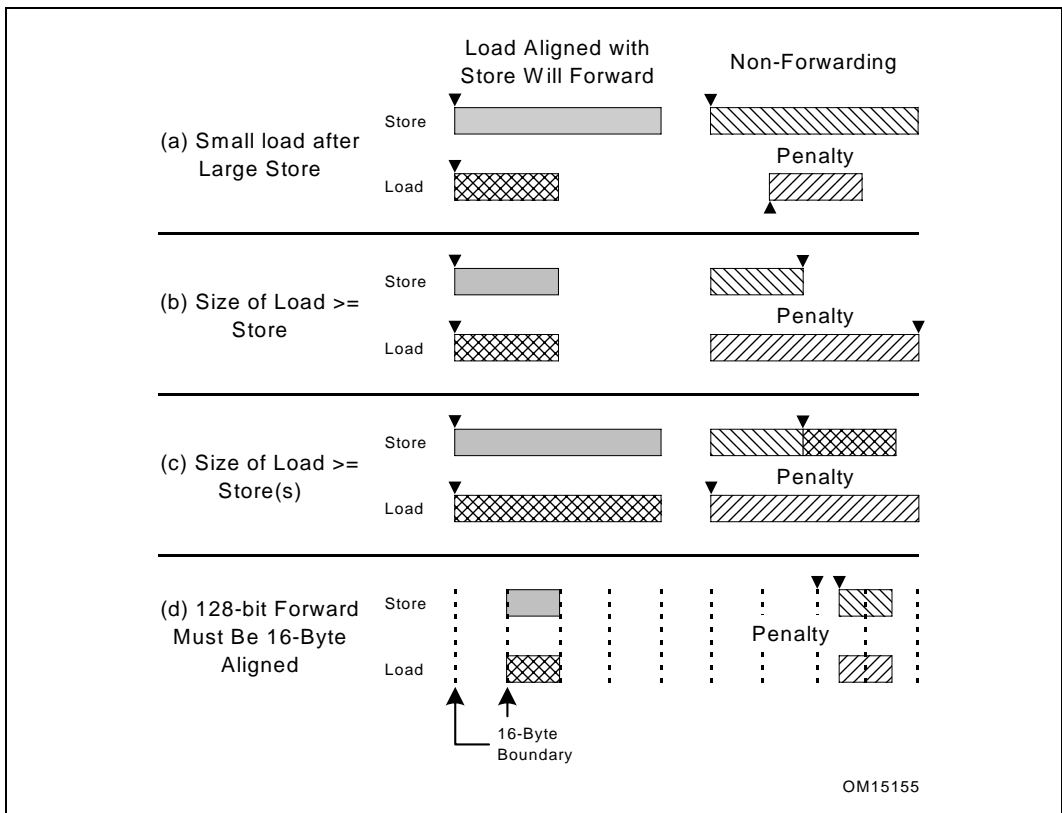 Load Aligned with
Store Will Forward
Non-Forwarding
(a) Small load after
Large Store
Store
Load
Penalty
(b) Size of Load >=
Store
Store
Load
Penalty
(c) Size of Load >=
Store(s)
Store
Load
Penalty
(d) 128-bit Forward
Must Be 16-Byte
Aligned
Store
Load
Penalty
16-Byte
Boundary
OM15155